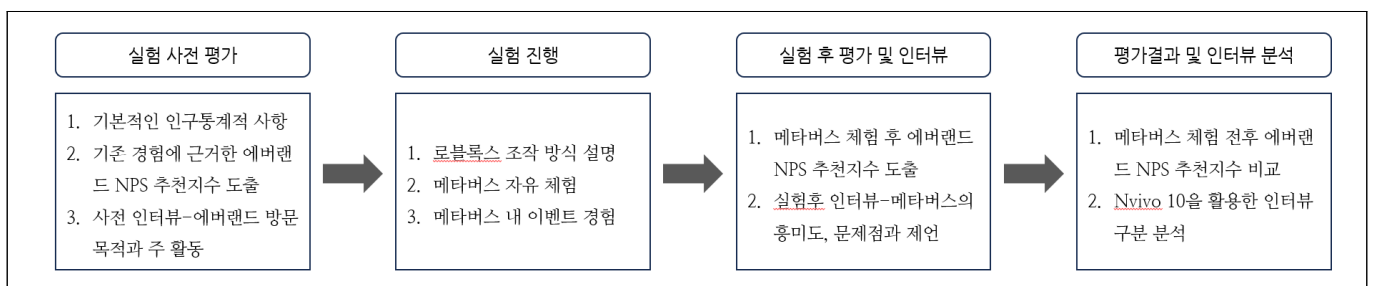 실험 사전 평가
1. 기본적인 인구통계적 사항
2. 기존 경험에 근거한 에버랜
드 NPS 추천지수 도출
3. 사전 인터뷰-에버랜드 방문
목적과 주 활동
실험 진행
1. 로블록스 조작 방식 설명
2. 메타버스 자유 체험
3. 메타버스 내 이벤트 경험
실험 후 평가 및 인터뷰
1. 메타버스 체험 후 에버랜드
NPS 추천지수 도출
2. 실험후 인터뷰-메타버스의
흥미도, 문제점과 제언
평가결과 및 인터뷰 분석
1. 메타버스 체험 전후 에버랜
드 NPS 추천지수 비교
2. Nvivo 10을 활용한 인터뷰
구분 분석